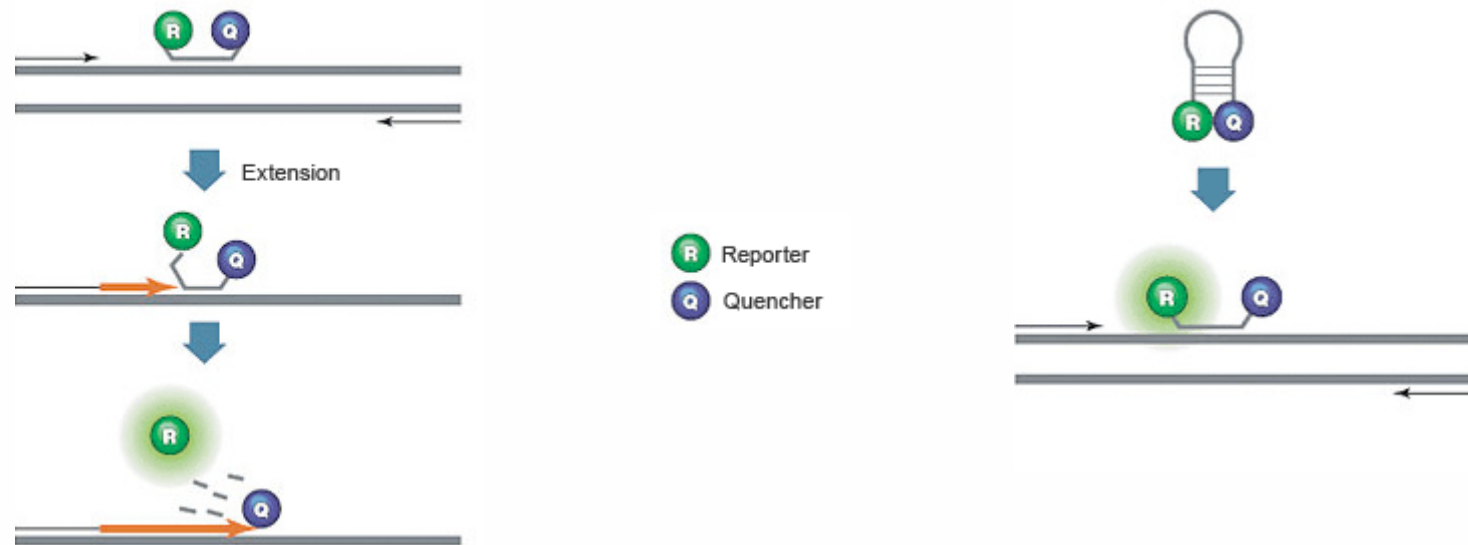 R Q
Extension
R
Q
R
Q
R Reporter
Q Quencher
R Q
R Q